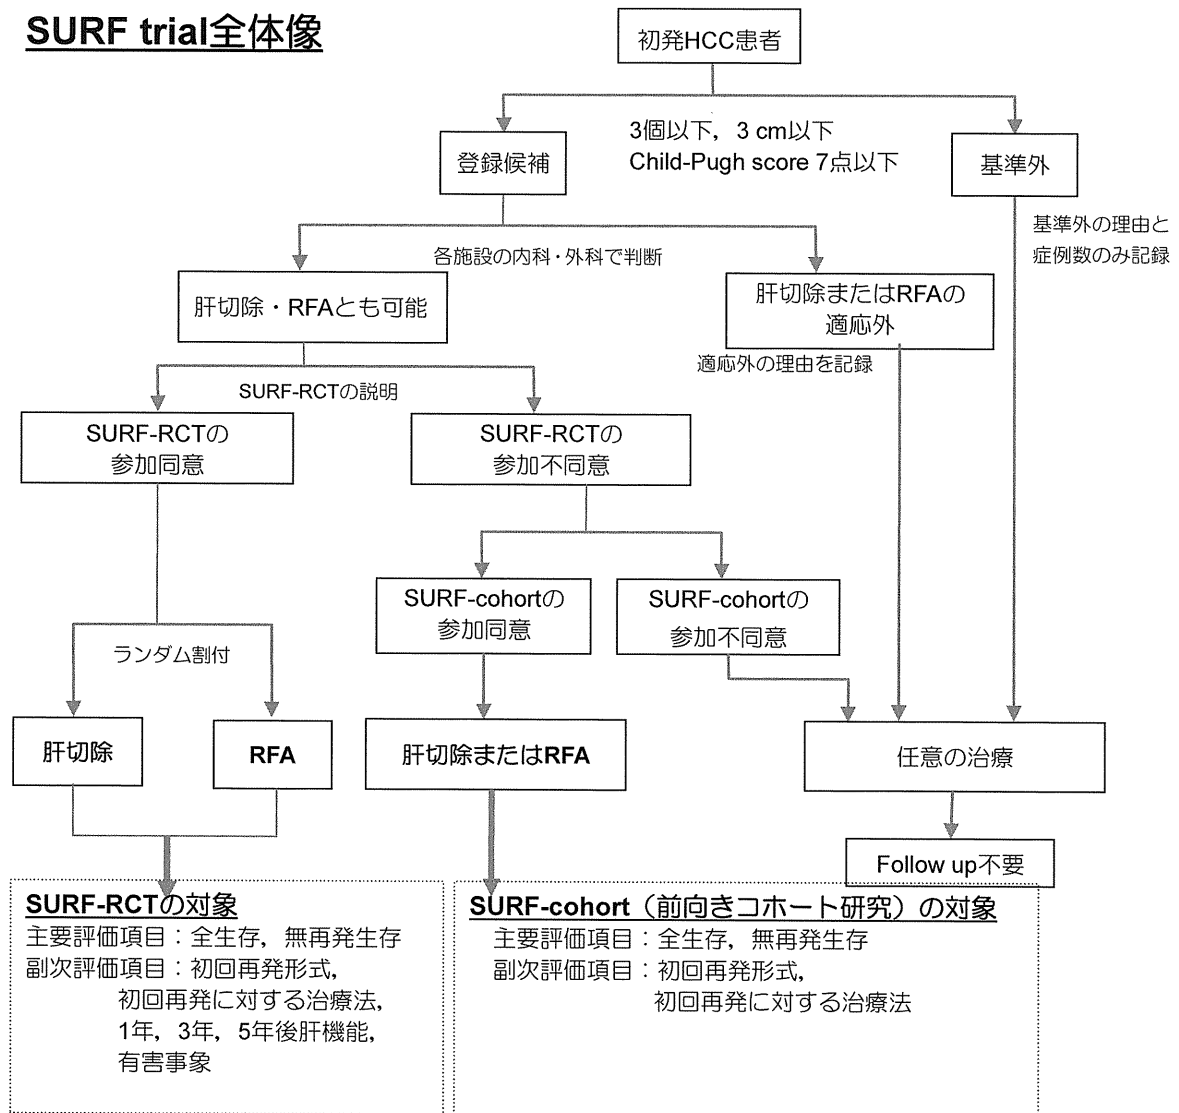 SURF trial全体像
初発HCC患者
3個以下，3 cm以下
Child-Pugh score 7点以下
登録候補
基準外
基準外の理由と
症例数のみ記録
各施設の内科・外科で判断
肝切除・RFAとも可能
肝切除またはRFAの
適応外
適応外の理由を記録
SURF-RCTの説明
SURF-RCTの
参加同意
SURF-RCTの
参加不同意
SURF-cohortの
参加同意
SURF-cohortの
参加不同意
ランダム割付
肝切除
RFA
肝切除またはRFA
任意の治療
Follow up不要
SURF-RCTの対象
主要評価項目：全生存，無再発生存
副次評価項目：初回再発形式，
初回再発に対する治療法，
1年，3年，5年後肝機能，
有害事象
SURF-cohort（前向きコホート研究）の対象
主要評価項目：全生存，無再発生存
副次評価項目：初回再発形式，
初回再発に対する治療法